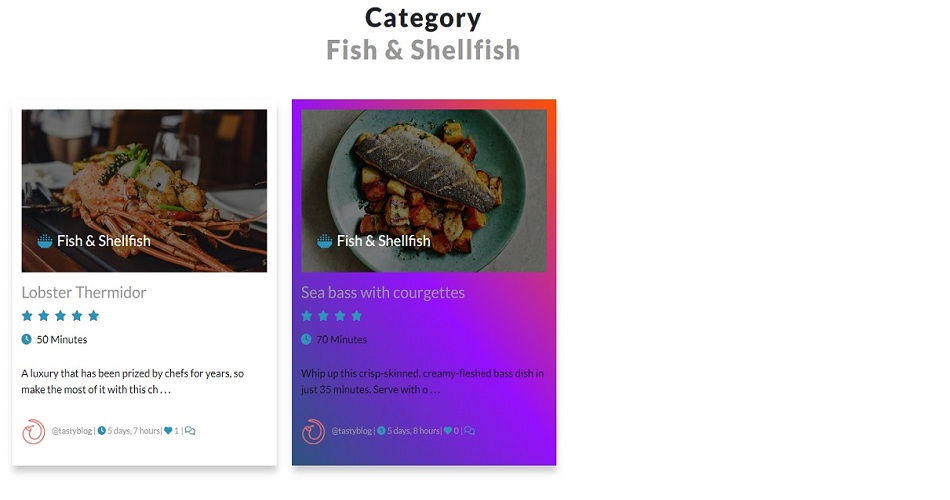 Category
Fish & Shellfish
Fish & Shellfish
Lobster Thermidor
50 Minutes
A luxury that has been prized by chefs for years, so
make the most of it with this ch . . .
@tastyblog | 5 days, 7 hours| 1 |
Fish & Shellfish
Sea bass with courgettes
70 Minutes
Whip up this crisp-skinned, creamy-fleshed bass dish in
just 35 minutes. Serve with o . . .
@tastyblog | 5 days, 8 hours| 0 |